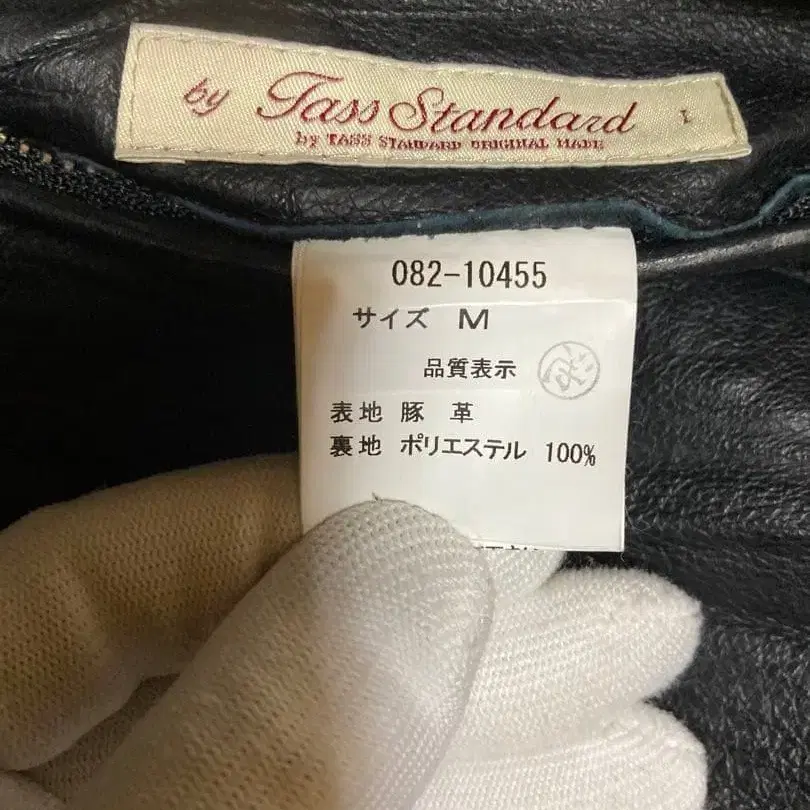 by Tass Standard
by TASS STANDARD ORIGINAL MADE
082-10455
サイズ M
品質表示
表地 豚 革
裏地 ポリエステル 100%